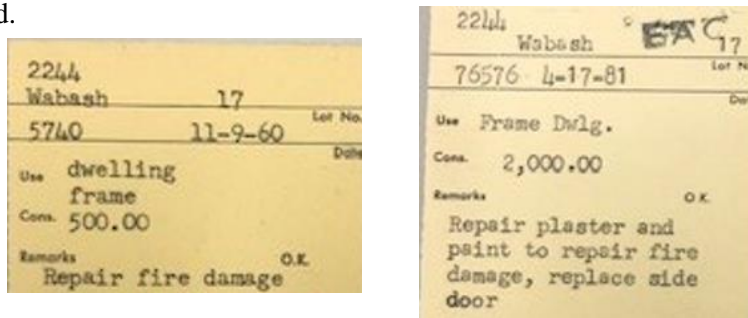 d.
2244
Wabash 17
Lot No.
5740 11-9-60
Date
Use dwelling
frame
Cons. 500.00
Remarks O.K.
Repair fire damage
2244
Wabash EAC 17
Lot N
76576 4-17-81
Da
Use Frame Dwlg.
Cons. 2,000.00
Remarks O.K.
Repair plaster and
paint to repair fire
damage, replace side
door